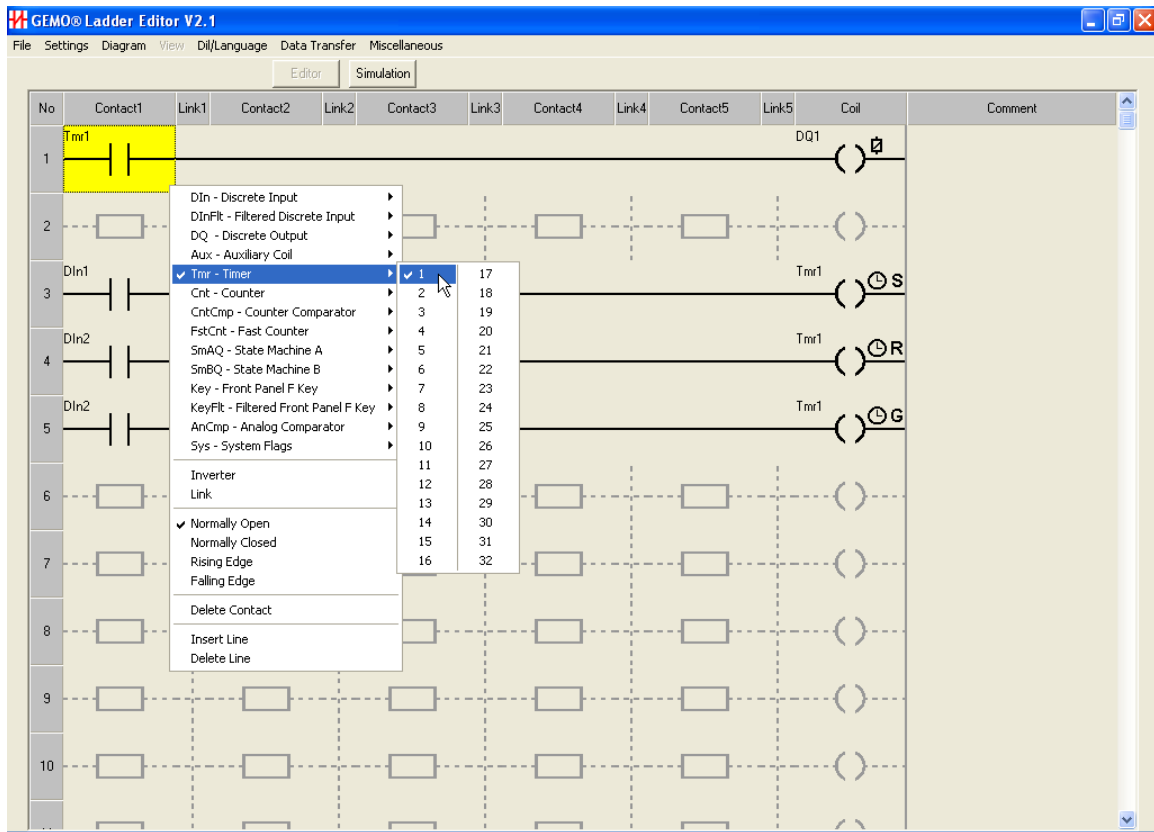 GEMO® Ladder Editor V2.1
File Settings Diagram View Dil/Language Data Transfer Miscellaneous
Editor Simulation
No Contact1 Link1 Contact2 Link2 Contact3 Link3 Contact4 Link4 Contact5 Link5 Coil Comment
Tmr1 DQ1
1
DIn - Discrete Input
DInFlt - Filtered Discrete Input
2
DQ - Discrete Output
Aux - Auxiliary Coil
DIn1 Tmr - Timer 1 17 Tmr1
3 Cnt - Counter 2 18 S
CntCmp - Counter Comparator 3 19
FstCnt - Fast Counter 4 20
DIn2 Tmr1
SmAQ - State Machine A 5 21 R
4 SmBQ - State Machine B 6 22
Key - Front Panel F Key 7 23
DIn2 KeyFlt - Filtered Front Panel F Key 8 24 Tmr1
5 AnCmp - Analog Comparator 9 25 G
Sys - System Flags 10 26
11 27
Inverter
12 28
6 Link
13 29
Normally Open 14 30
Normally Closed 15 31
7 Rising Edge 16 32
Falling Edge
Delete Contact
8 Insert Line
Delete Line
9
10